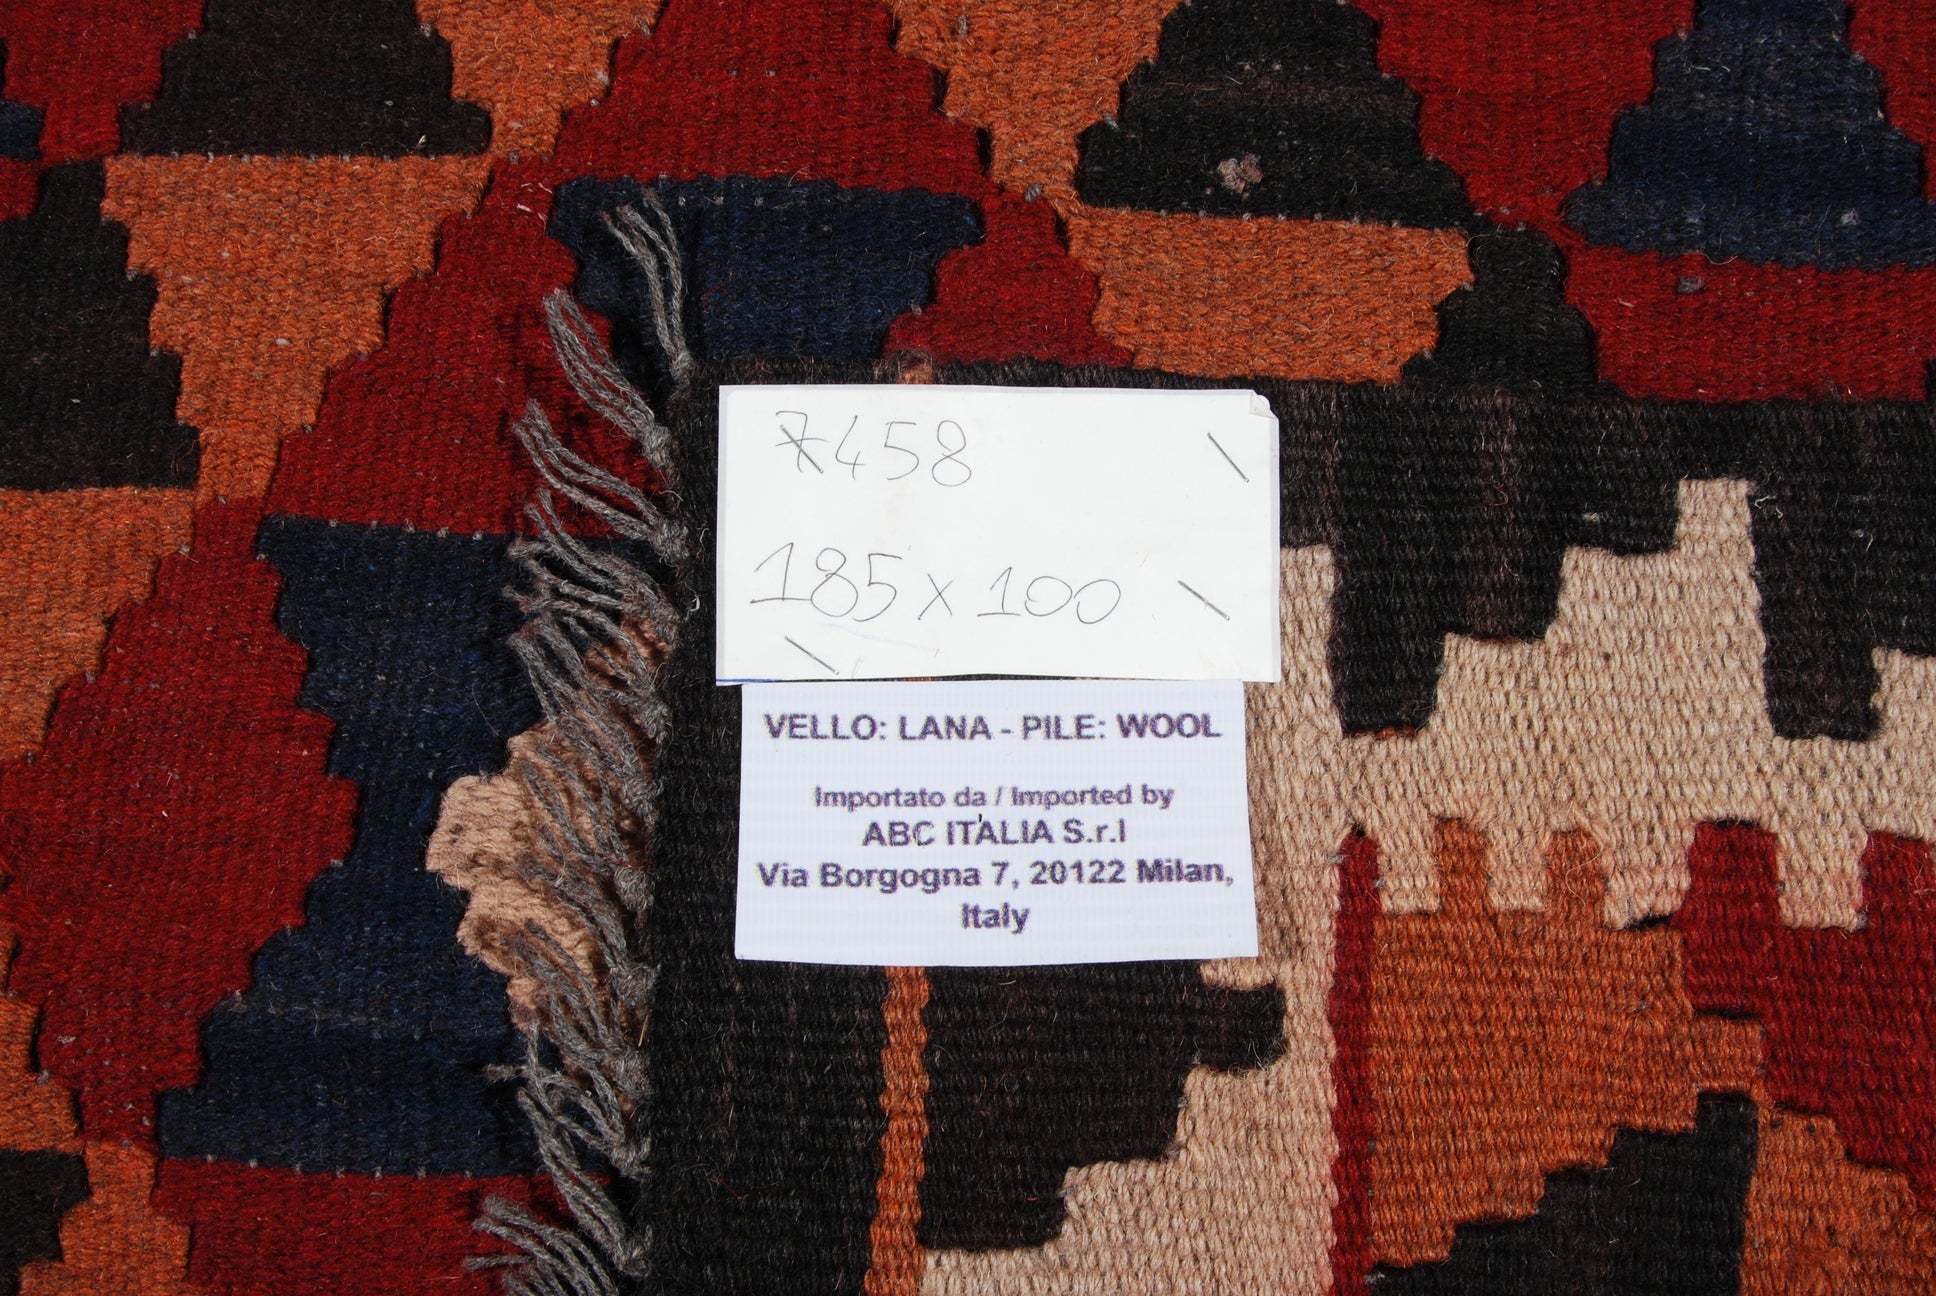 7458
185 x 100
VELLO: LANA - PILE: WOOL
Importato da / Imported by
ABC ITALIA S.r.l
Via Borgogna 7, 20122 Milan,
Italy